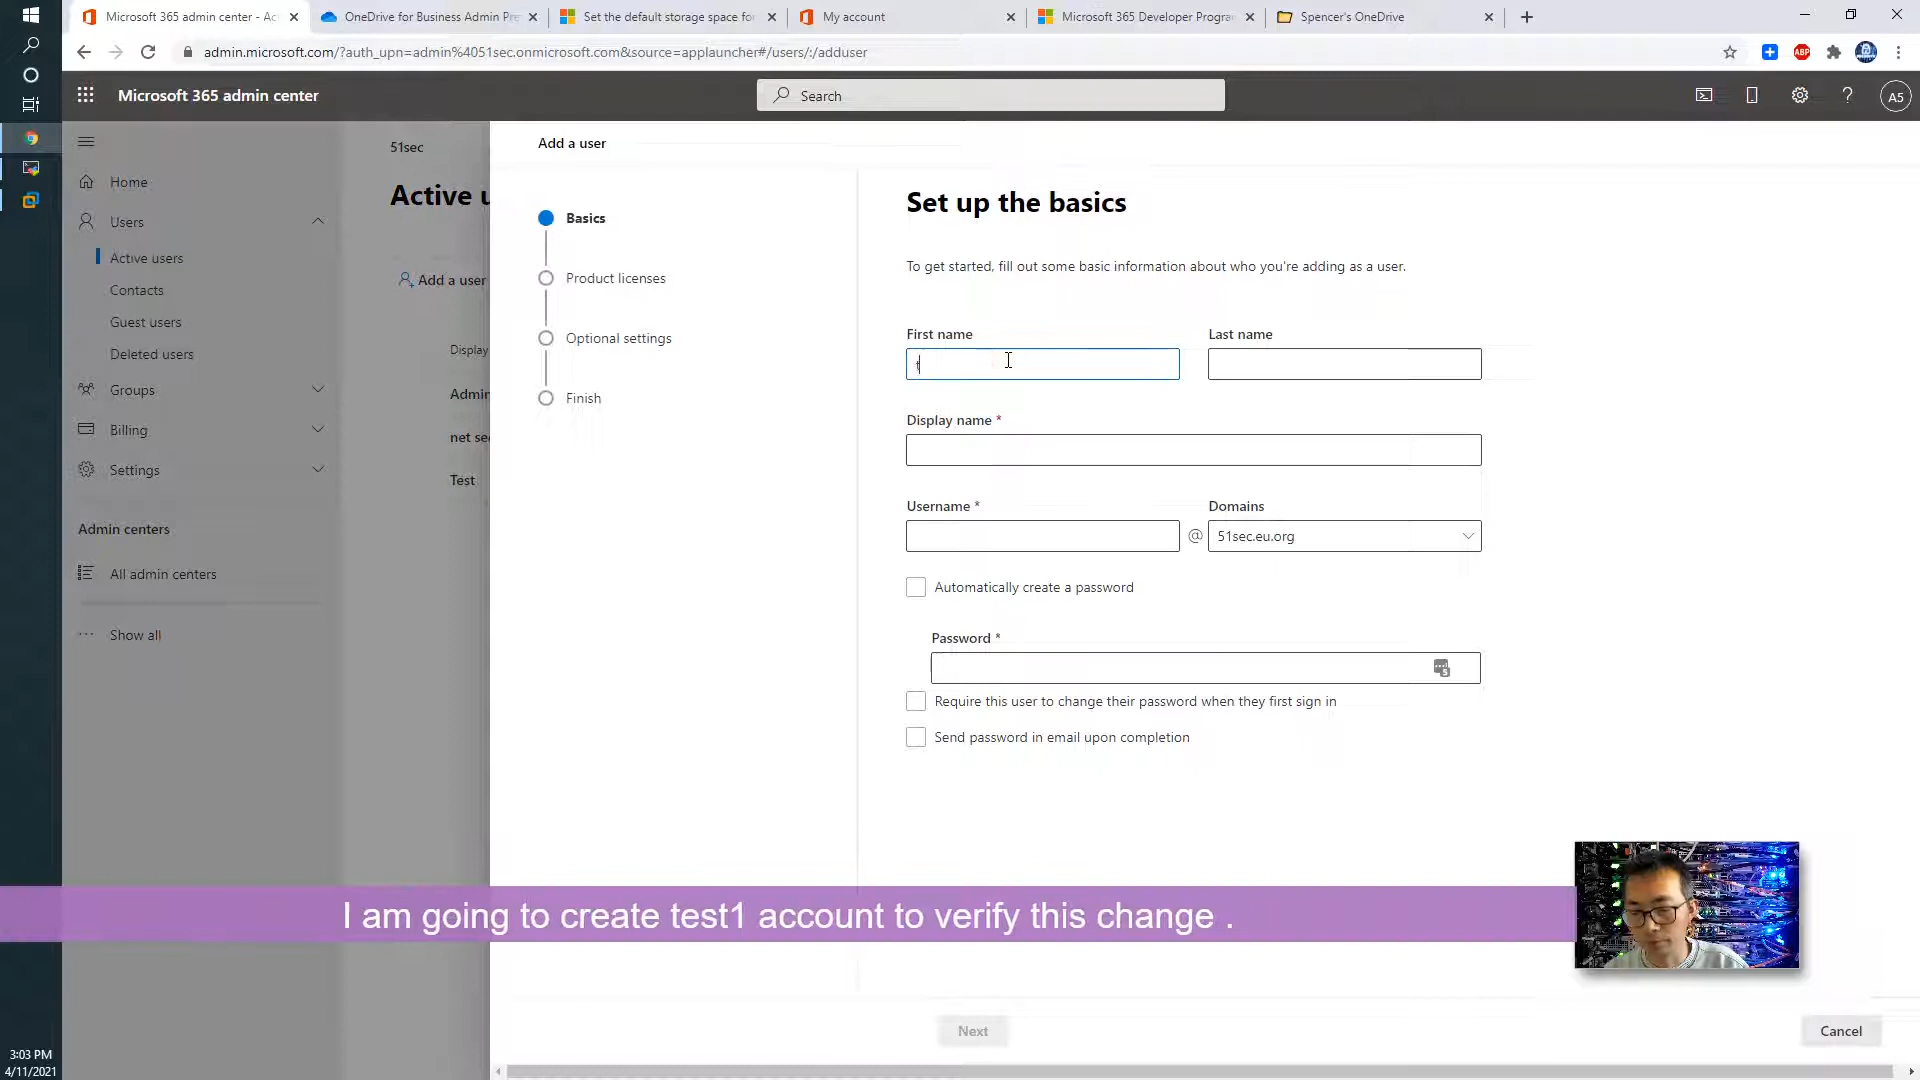 Microsoft 365 admin center - Ac
OneDrive for Business Admin Pre
Set the default storage space fo
My account
Microsoft 365 Developer Progra
Spencer's OneDrive
admin.microsoft.com/?auth_upn=admin%4051sec.onmicrosoft.com&source=applauncher#/users/:/adduser
ABP
Microsoft 365 admin center
Search
A5
Home
Users
Active users
Contacts
Guest users
Deleted users
Groups
Billing
Settings
Admin centers
All admin centers
Show all
51sec
Active u
Add a user
Display
Admin
net se
Test
Add a user
Basics
Product licenses
Optional settings
Finish
Set up the basics
To get started, fill out some basic information about who you're adding as a user.
First name
Last name
t
Display name *
Username *
Domains
@ 51sec.eu.org
Automatically create a password
Password *
Require this user to change their password when they first sign in
Send password in email upon completion
I am going to create test1 account to verify this change .
Next
Cancel
3:03 PM
4/11/2021